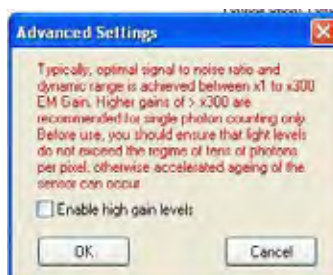 Advanced Settings
Typically, optimal signal to noise ratio and
dynamic range is achieved between x1 to x300
EM Gain. Higher gains of > x300 are
recommended for single photon counting only.
Before use, you should ensure that light levels
do not exceed the regime of tens of photons
per pixel, otherwise accelerated ageing of the
sensor can occur.
Enable high gain levels
OK
Cancel